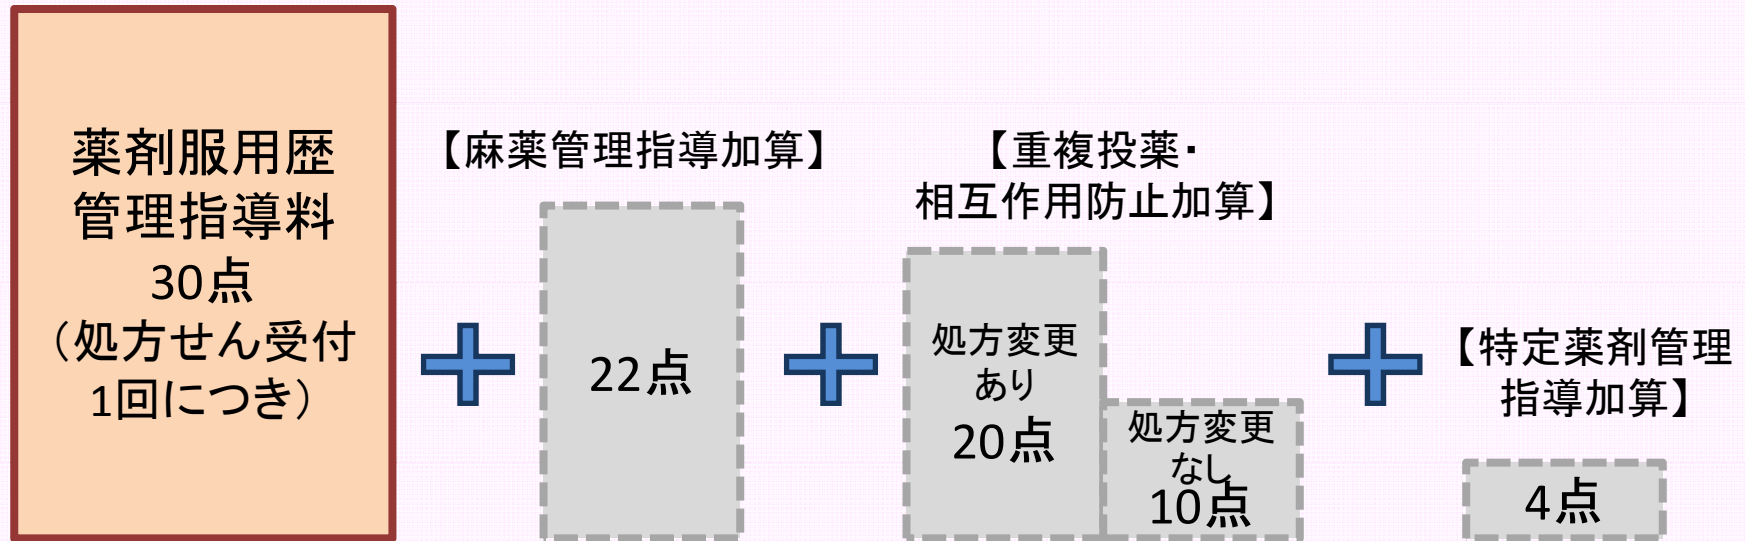 薬剤服用歴
管理指導料
30点
（処方せん受付
1回につき）
【麻薬管理指導加算】
22点
【重複投薬・
相互作用防止加算】
処方変更
あり
20点
処方変更
なし
10点
【特定薬剤管理
指導加算】
4点